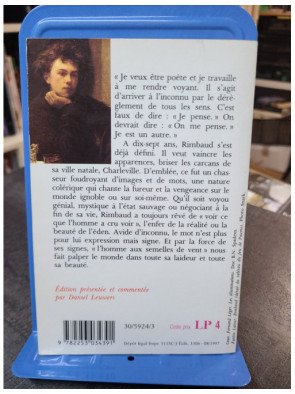 « Je veux être poète et je travaille
à me rendre voyant. Il s'agit
d'arriver à l'inconnu par le dérè-
glement de tous les sens. C'est
faux de dire : « Je pense. » On
devrait dire : « On me pense. »
Je est un autre. »
A dix-sept ans, Rimbaud s'est
déjà défini. Il veut vaincre les
apparences, briser les carcans de
sa ville natale, Charleville. D'emblée, ce fut un chas-
seur foudroyant d'images et de mots, une nature
colérique qui chante la fureur et la vengeance sur le
monde ignoble ou sur soi-même. Qu'il soit voyou
génial, mystique à l'état sauvage ou négociant à la
fin de sa vie, Rimbaud a toujours rêvé de « voir ce
que l'homme a cru voir », l'enfer de la réalité ou la
beauté de l'éden. Avide d'inconnu, le mot n'est plus
pour lui expression mais signe. Et par la force de
ses signes, « l'homme aux semelles de vent » nous
fait palper le monde dans toute sa laideur et toute
sa beauté.
Édition présentée et commentée
par Daniel Leuwers
30/5924/3
Code prix LP 4
9 782253 034391